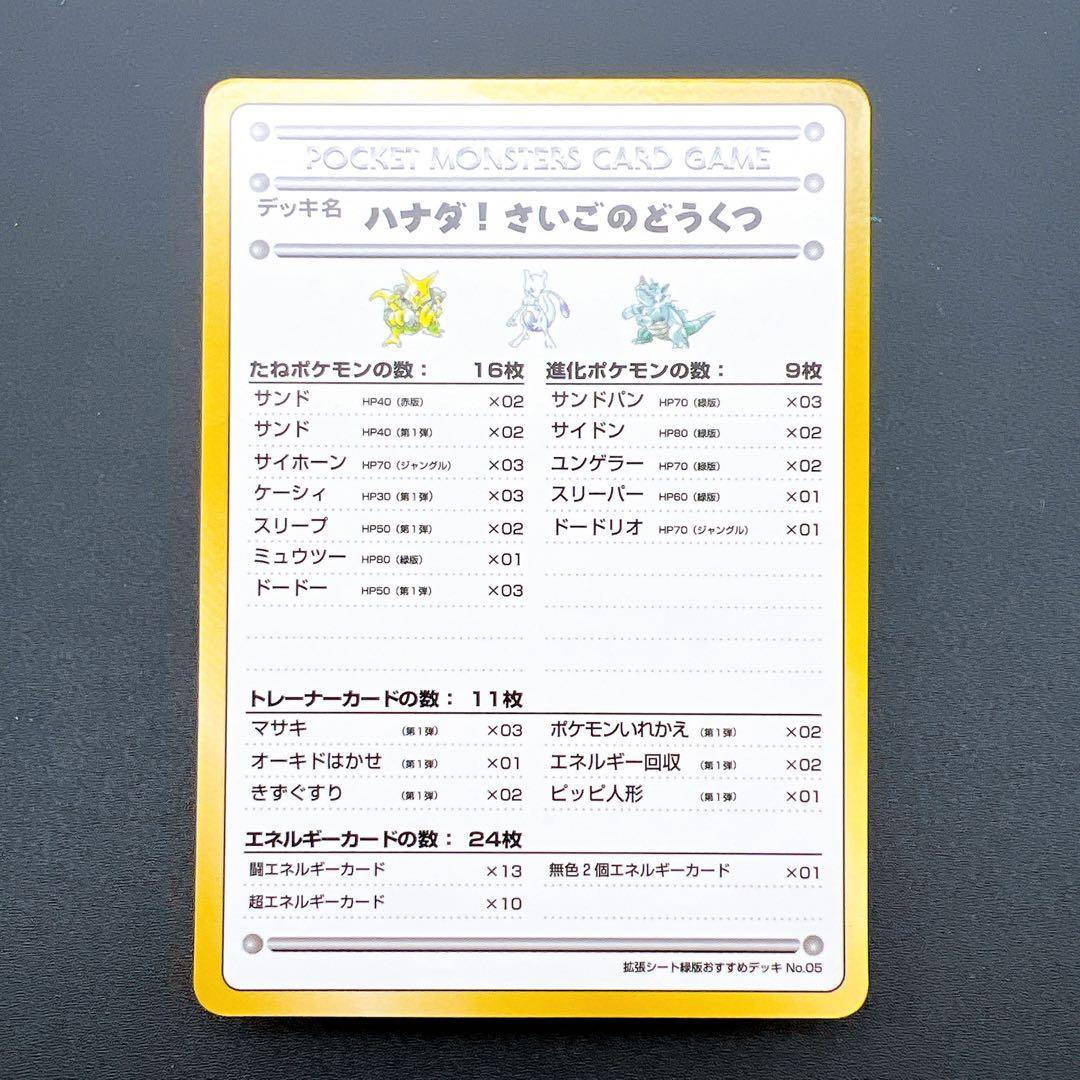 POCKET MONSTERS CARD GAME
デッキ名 ハナダ！さいごのどうくつ
たねポケモンの数： 16枚
サンド HP40（赤版） ×02
サンド HP40（第1弾） ×02
サイホーン HP70（ジャングル） ×03
ケーシィ HP30（第1弾） ×03
スリープ HP50（第1弾） ×02
ミュウツー HP80（緑版） ×01
ドードー HP50（第1弾） ×03
進化ポケモンの数： 9枚
サンドパン HP70（緑版） ×03
サイドン HP80（緑版） ×02
ユンゲラー HP70（緑版） ×02
スリーパー HP60（緑版） ×01
ドードリオ HP70（ジャングル） ×01
トレーナーカードの数： 11枚
マサキ （第1弾） ×03
オーキドはかせ （第1弾） ×01
きずぐすり （第1弾） ×02
ポケモンいれかえ （第1弾） ×02
エネルギー回収 （第1弾） ×02
ピッピ人形 （第1弾） ×01
エネルギーカードの数： 24枚
闘エネルギーカード ×13
超エネルギーカード ×10
無色2個エネルギーカード ×01
拡張シート緑版おすすめデッキ No.05